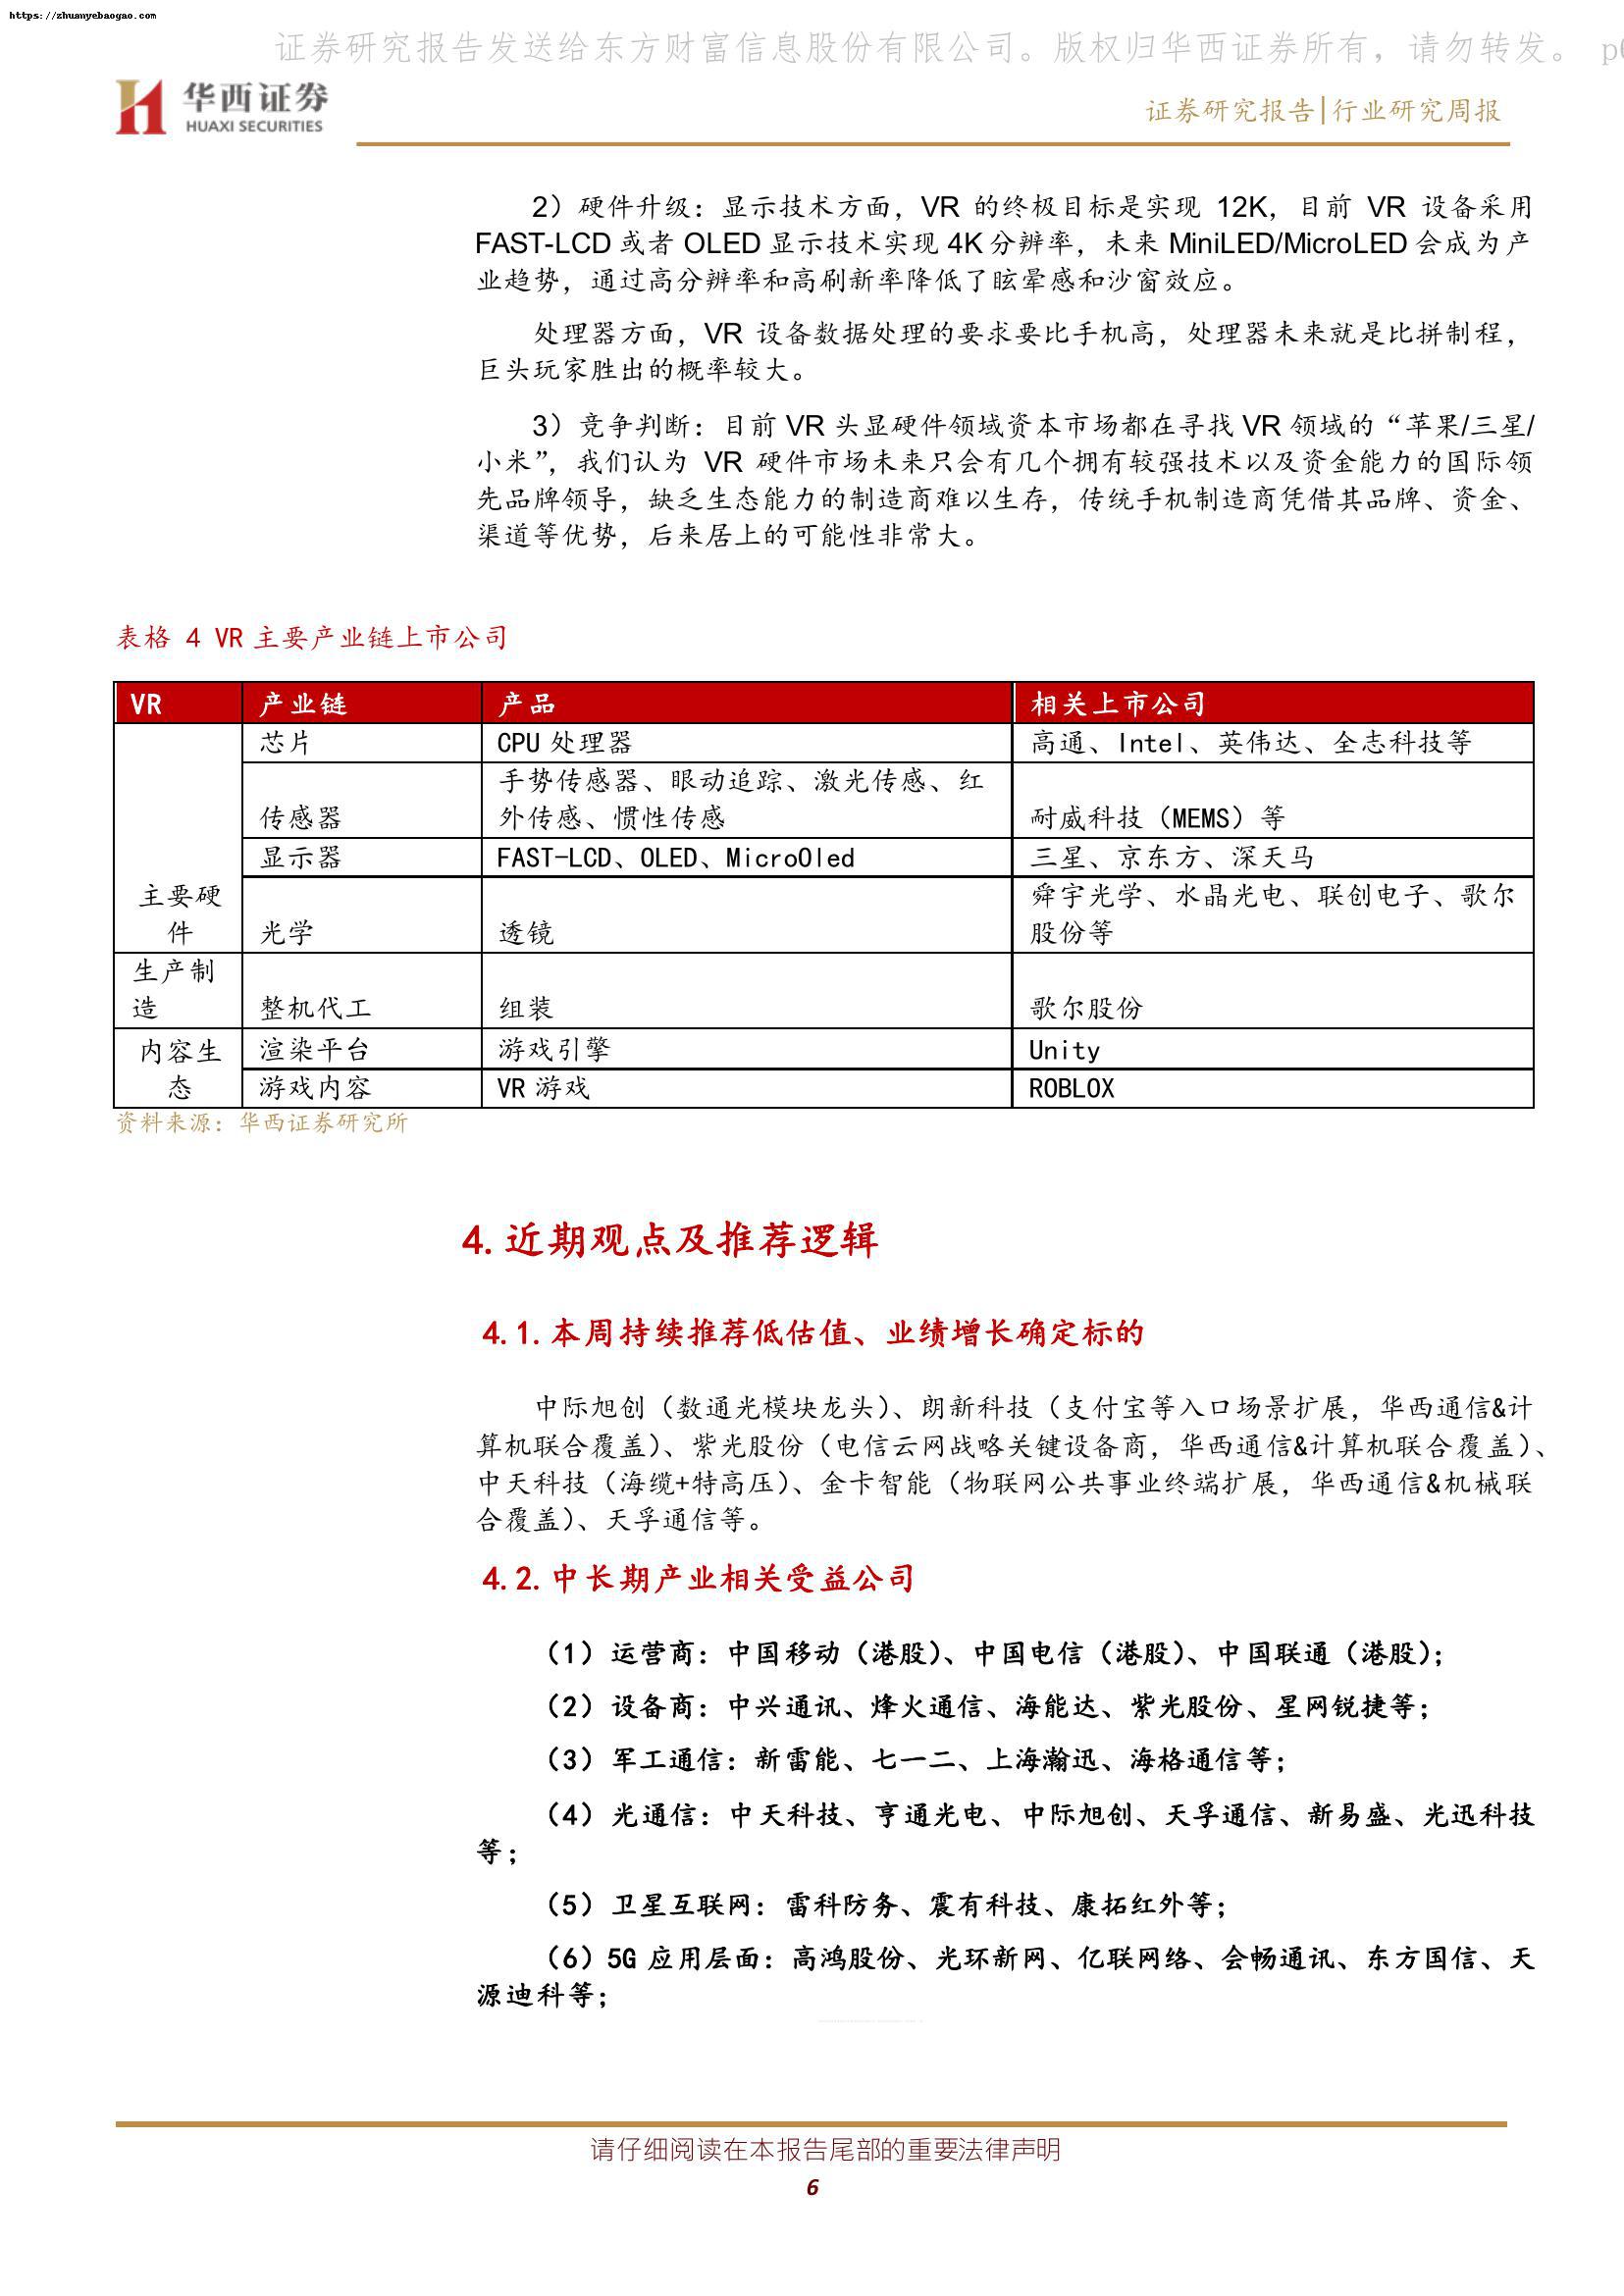 https://zhuanyebaogao.com
证券研究报告发送给东方财富信息股份有限公司。版权归华西证券所有，请勿转发。 p6
华西证券
HUAXI SECURITIES
证券研究报告|行业研究周报
2）硬件升级：显示技术方面，VR 的终极目标是实现 12K，目前 VR 设备采用
FAST-LCD 或者 OLED 显示技术实现 4K 分辨率，未来 MiniLED/MicroLED 会成为产
业趋势，通过高分辨率和高刷新率降低了眩晕感和沙窗效应。
处理器方面，VR 设备数据处理的要求要比手机高，处理器未来就是比拼制程，
巨头玩家胜出的概率较大。
3）竞争判断：目前 VR 头显硬件领域资本市场都在寻找 VR 领域的“苹果/三星/
小米”，我们认为 VR 硬件市场未来只会有几个拥有较强技术以及资金能力的国际领
先品牌领导，缺乏生态能力的制造商难以生存，传统手机制造商凭借其品牌、资金、
渠道等优势，后来居上的可能性非常大。
表格 4 VR 主要产业链上市公司
VR 产业链 产品 相关上市公司
芯片 CPU 处理器 高通、Intel、英伟达、全志科技等
手势传感器、眼动追踪、激光传感、红
传感器 外传感、惯性传感 耐威科技（MEMS）等
显示器 FAST-LCD、OLED、MicroOled 三星、京东方、深天马
主要硬 舜宇光学、水晶光电、联创电子、歌尔
件 光学 透镜 股份等
生产制
造 整机代工 组装 歌尔股份
内容生 渲染平台 游戏引擎 Unity
态 游戏内容 VR 游戏 ROBLOX
资料来源：华西证券研究所
4. 近期观点及推荐逻辑
4.1. 本周持续推荐低估值、业绩增长确定标的
中际旭创（数通光模块龙头）、朗新科技（支付宝等入口场景扩展，华西通信&计
算机联合覆盖）、紫光股份（电信云网战略关键设备商，华西通信&计算机联合覆盖）、
中天科技（海缆+特高压）、金卡智能（物联网公共事业终端扩展，华西通信&机械联
合覆盖）、天孚通信等。
4.2. 中长期产业相关受益公司
（1）运营商：中国移动（港股）、中国电信（港股）、中国联通（港股）；
（2）设备商：中兴通讯、烽火通信、海能达、紫光股份、星网锐捷等；
（3）军工通信：新雷能、七一二、上海瀚迅、海格通信等；
（4）光通信：中天科技、亨通光电、中际旭创、天孚通信、新易盛、光迅科技
等；
（5）卫星互联网：雷科防务、震有科技、康拓红外等；
（6）5G 应用层面：高鸿股份、光环新网、亿联网络、会畅通讯、东方国信、天
源迪科等；
请仔细阅读在本报告尾部的重要法律声明
6